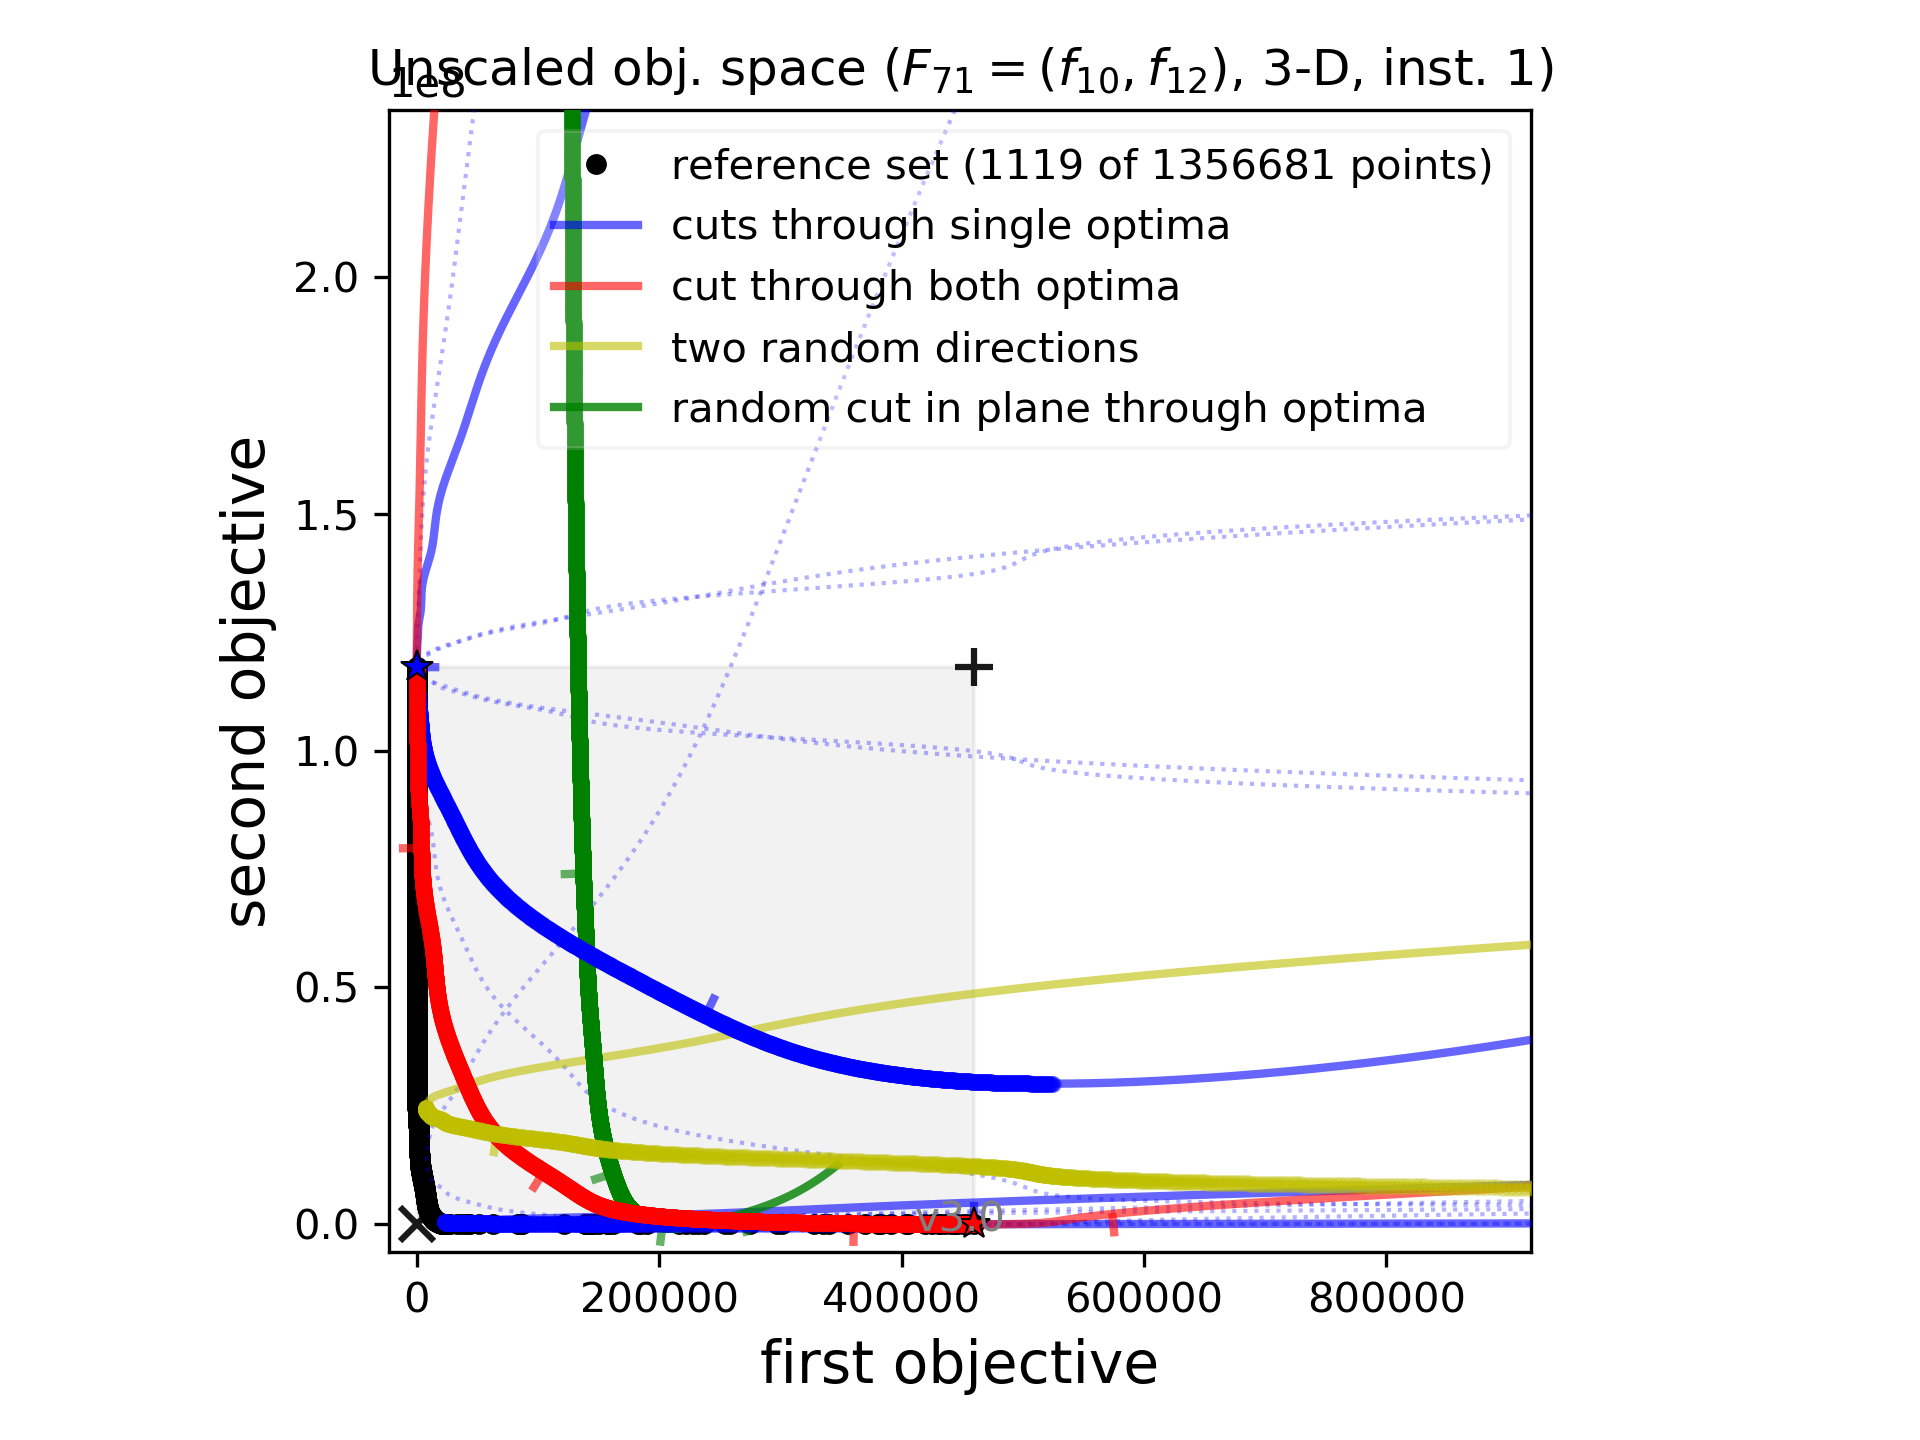 Unscaled obj. space (F71 = (f10, f12), 3-D, inst. 1)
1e8
reference set (1119 of 1356681 points)
cuts through single optima
cut through both optima
two random directions
random cut in plane through optima
2.0
1.5
1.0
0.5
0.0
second objective
v3.0
0 200000 400000 600000 800000
first objective